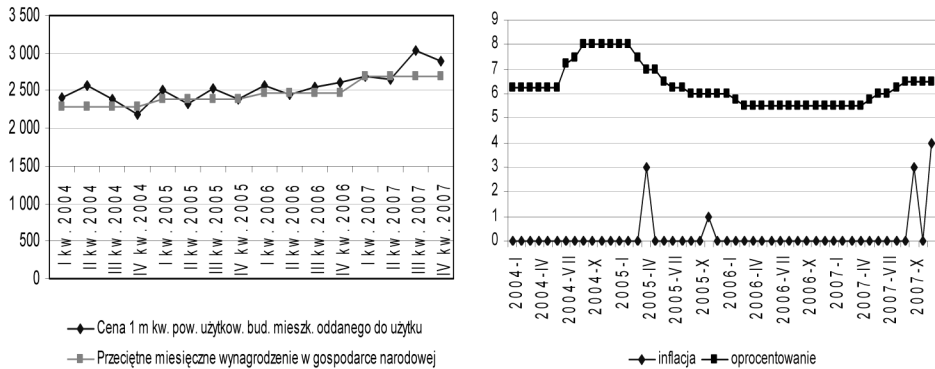 3 500
3 000
2 500
2 000
1 500
1 000
500
0
I kw. 2004
II kw. 2004
III kw. 2004
IV kw. 2004
I kw. 2005
II kw. 2005
III kw. 2005
IV kw. 2005
I kw. 2006
II kw. 2006
III kw. 2006
IV kw. 2006
I kw. 2007
II kw. 2007
III kw. 2007
IV kw. 2007
Cena 1 m kw. pow. użytkow. bud. mieszk. oddanego do użytku
Przeciętne miesięczne wynagrodzenie w gospodarce narodowej
9
8
7
6
5
4
3
2
1
0
2004-I
2004-IV
2004-VII
2004-X
2005-I
2005-IV
2005-VII
2005-X
2006-I
2006-IV
2006-VII
2006-X
2007-I
2007-IV
2007-VII
2007-X
inflacja
oprocentowanie